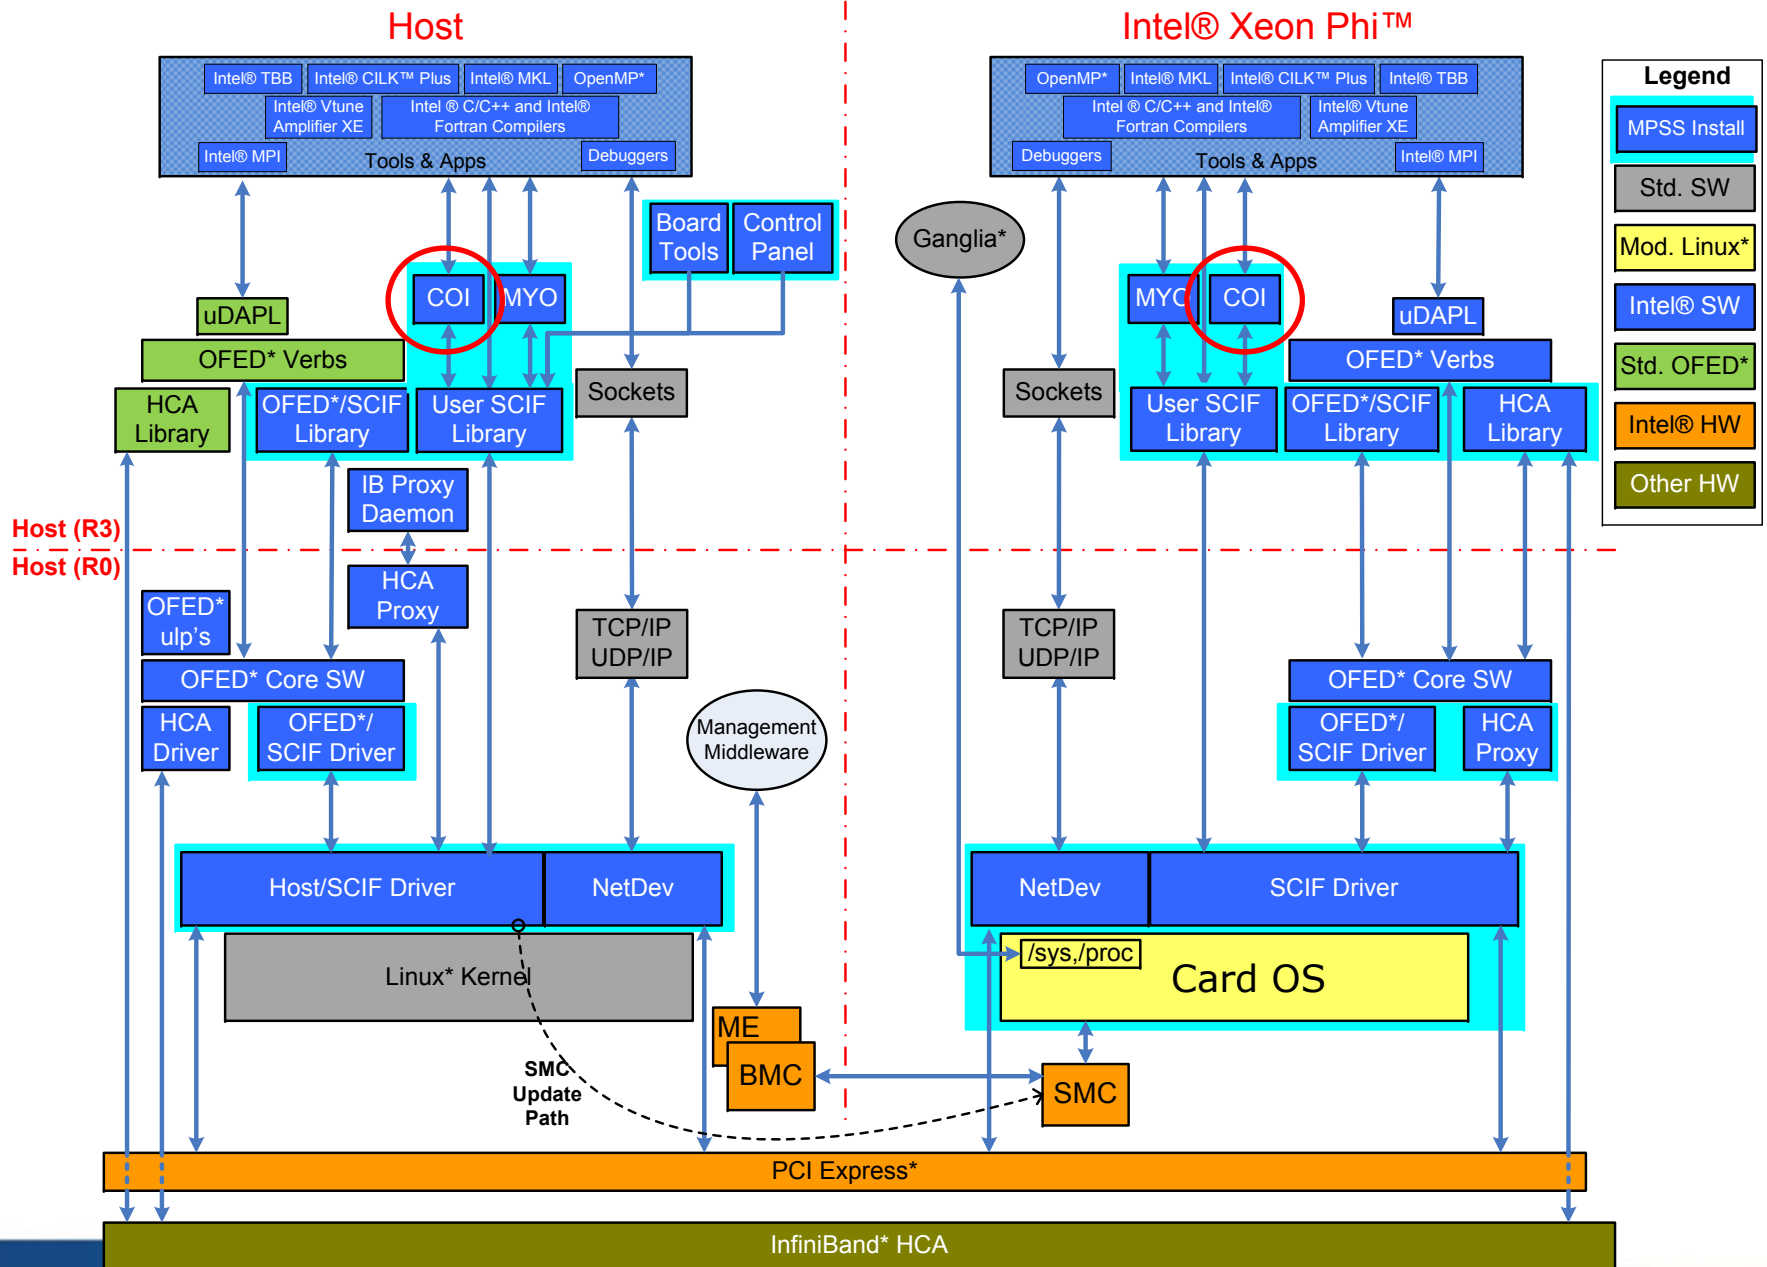 Host
Intel® Xeon Phi™
Intel® TBB
Intel® CILK™ Plus
Intel® MKL
OpenMP*
Intel® Vtune
Amplifier XE
Intel ® C/C++ and Intel®
Fortran Compilers
Intel® MPI
Tools & Apps
Debuggers
Board
Tools
Control
Panel
COI
MYO
uDAPL
OFED* Verbs
HCA
Library
OFED*/SCIF
Library
User SCIF
Library
Sockets
IB Proxy
Daemon
Host (R3)
Host (R0)
HCA
Proxy
OFED*
ulp's
TCP/IP
UDP/IP
OFED* Core SW
HCA
Driver
OFED*/
SCIF Driver
Management
Middleware
Host/SCIF Driver
NetDev
Linux* Kernel
ME
BMC
SMC
Update
Path
OpenMP*
Intel® MKL
Intel® CILK™ Plus
Intel® TBB
Intel ® C/C++ and Intel®
Fortran Compilers
Intel® Vtune
Amplifier XE
Debuggers
Tools & Apps
Intel® MPI
Ganglia*
MYO
COI
uDAPL
OFED* Verbs
Sockets
User SCIF
Library
OFED*/SCIF
Library
HCA
Library
TCP/IP
UDP/IP
OFED* Core SW
OFED*/
SCIF Driver
HCA
Proxy
NetDev
SCIF Driver
/sys,/proc
Card OS
SMC
PCI Express*
InfiniBand* HCA
Legend
MPSS Install
Std. SW
Mod. Linux*
Intel® SW
Std. OFED*
Intel® HW
Other HW